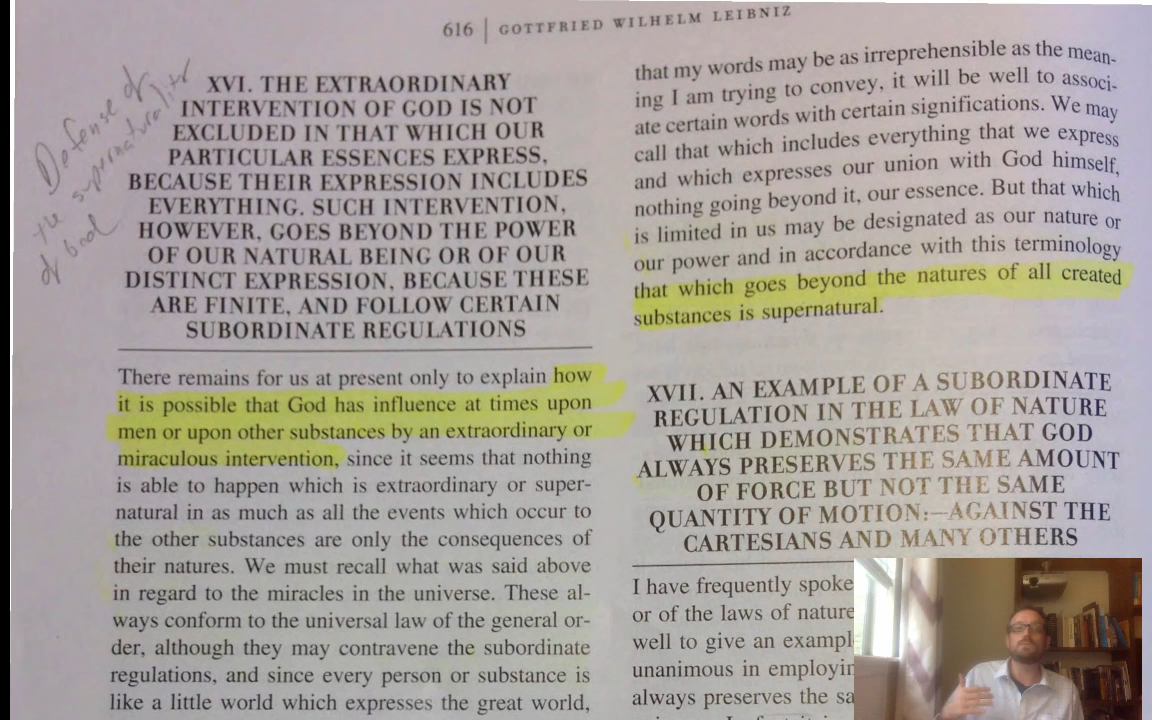 616 | GOTTFRIED WILHELM LEIBNIZ
Defense of
the supernaturality
of God
XVI. THE EXTRAORDINARY
INTERVENTION OF GOD IS NOT
EXCLUDED IN THAT WHICH OUR
PARTICULAR ESSENCES EXPRESS,
BECAUSE THEIR EXPRESSION INCLUDES
EVERYTHING. SUCH INTERVENTION,
HOWEVER, GOES BEYOND THE POWER
OF OUR NATURAL BEING OR OF OUR
DISTINCT EXPRESSION, BECAUSE THESE
ARE FINITE, AND FOLLOW CERTAIN
SUBORDINATE REGULATIONS
There remains for us at present only to explain how
it is possible that God has influence at times upon
men or upon other substances by an extraordinary or
miraculous intervention, since it seems that nothing
is able to happen which is extraordinary or super-
natural in as much as all the events which occur to
the other substances are only the consequences of
their natures. We must recall what was said above
in regard to the miracles in the universe. These al-
ways conform to the universal law of the general or-
der, although they may contravene the subordinate
regulations, and since every person or substance is
like a little world which expresses the great world,
that my words may be as irreprehensible as the mean-
ing I am trying to convey, it will be well to associ-
ate certain words with certain significations. We may
call that which includes everything that we express
and which expresses our union with God himself,
nothing going beyond it, our essence. But that which
is limited in us may be designated as our nature or
our power and in accordance with this terminology
that which goes beyond the natures of all created
substances is supernatural.
XVII. AN EXAMPLE OF A SUBORDINATE
REGULATION IN THE LAW OF NATURE
WHICH DEMONSTRATES THAT GOD
ALWAYS PRESERVES THE SAME AMOUNT
OF FORCE BUT NOT THE SAME
QUANTITY OF MOTION:—AGAINST THE
CARTESIANS AND MANY OTHERS
I have frequently spoke
or of the laws of nature
well to give an exampl
unanimous in employin
always preserves the sa